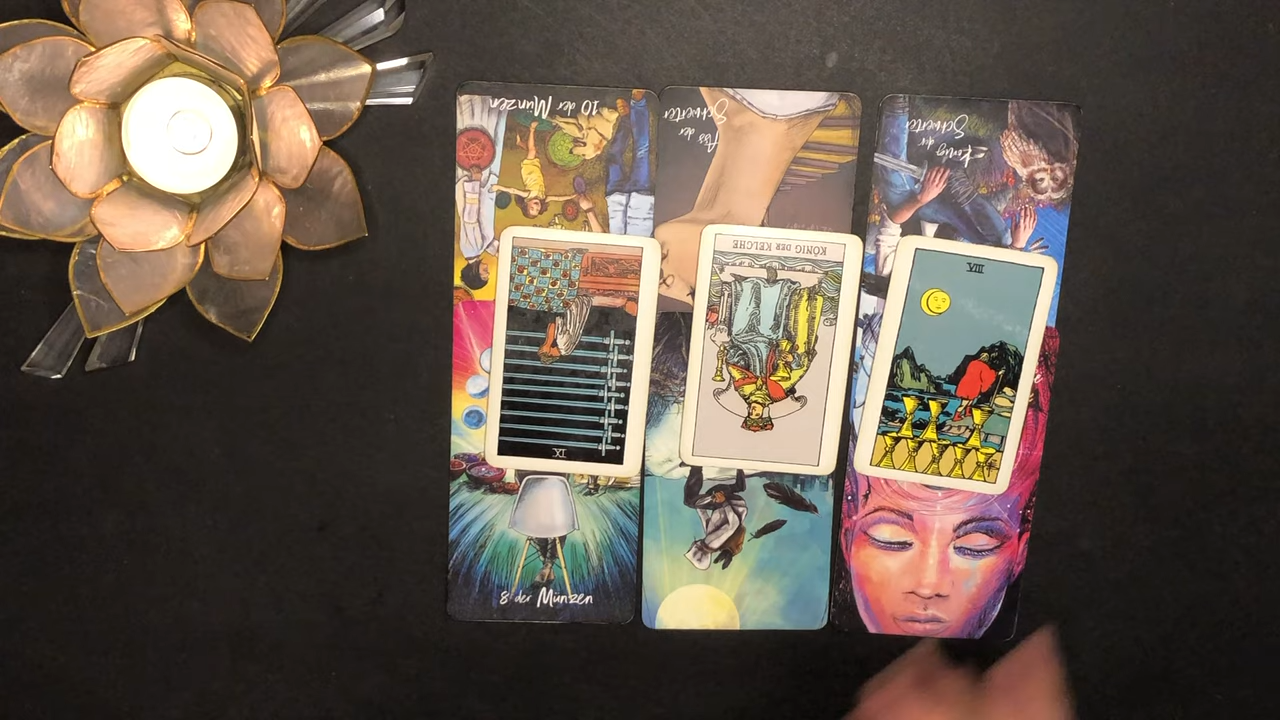 10 der Münzen
Ass der
Schwerter
König der
Schwerter
IX
KÖNIG DER KELCHE
VIII
8 der Münzen